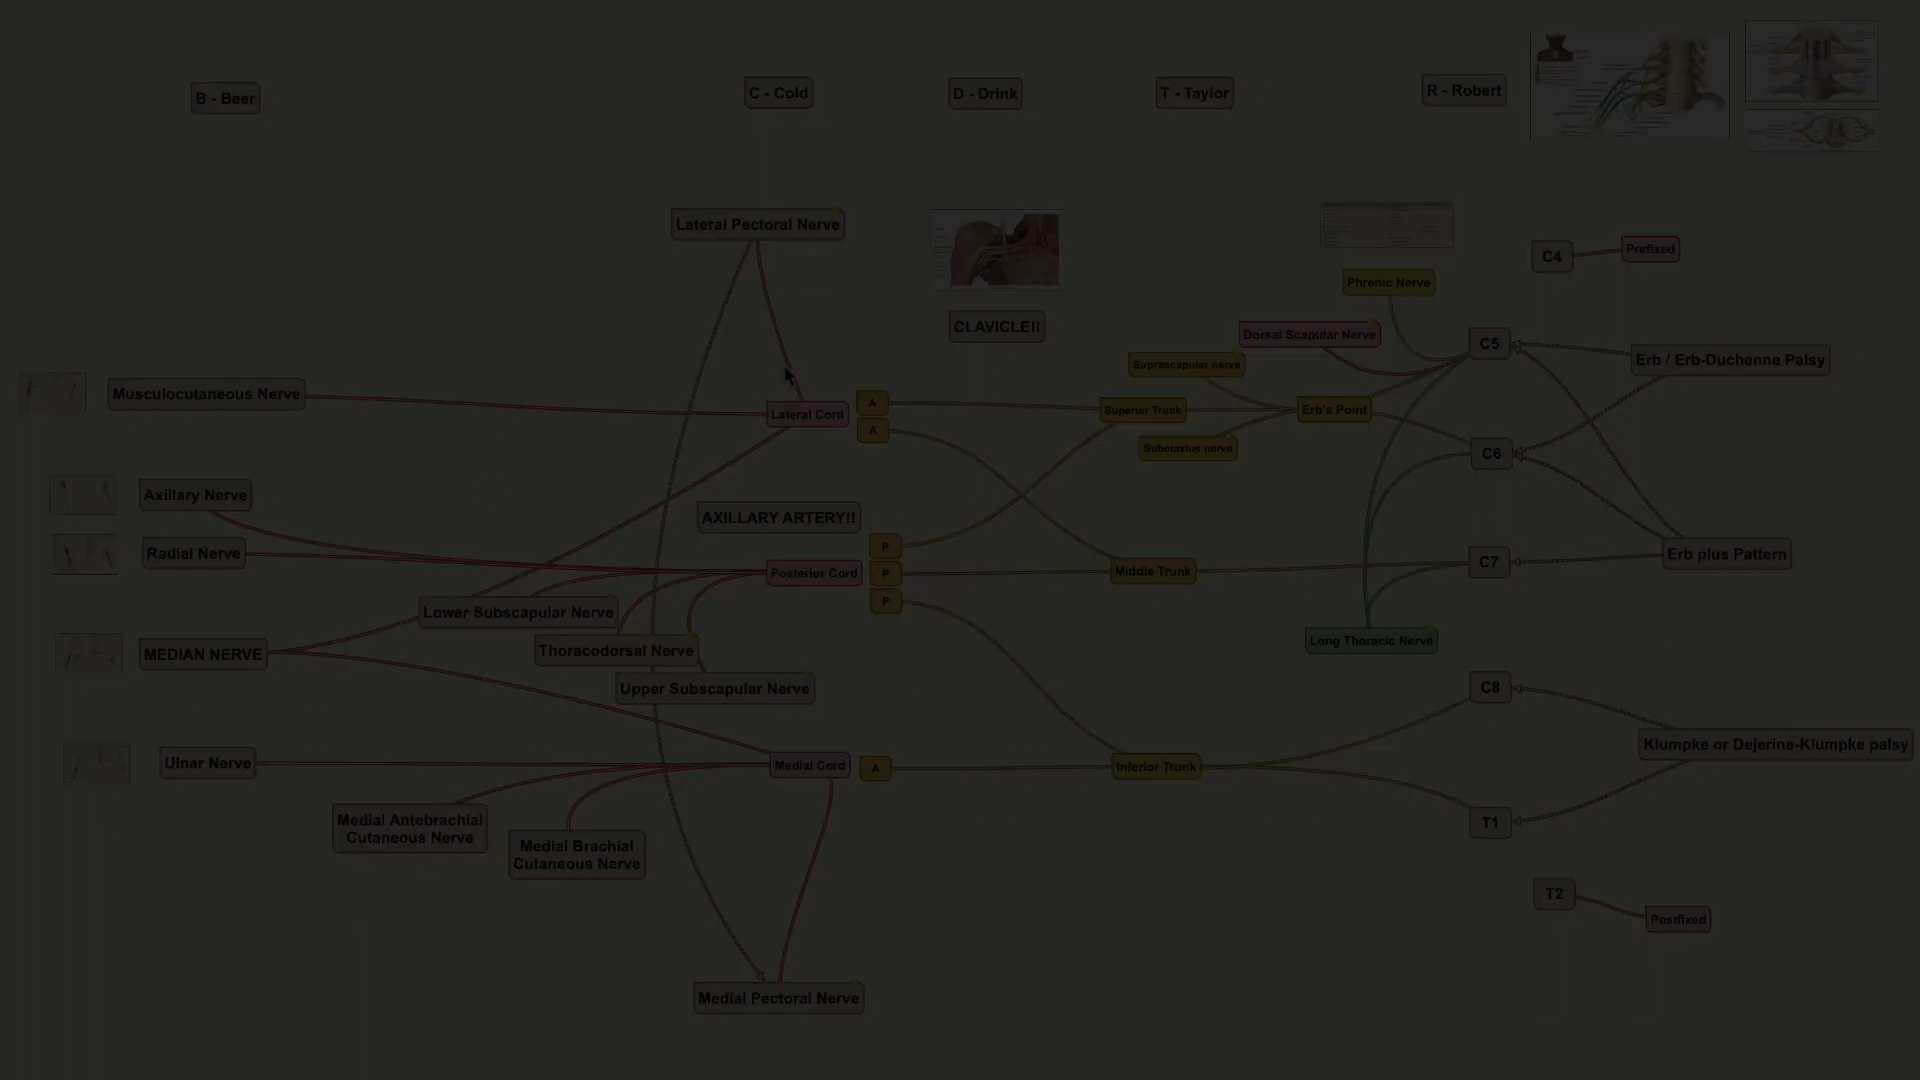 B - Beer
C - Cold
D - Drink
T - Taylor
R - Robert
Lateral Pectoral Nerve
CLAVICLE!!
Phrenic Nerve
C4
Prefixed
Dorsal Scapular Nerve
Suprascapular nerve
C5
Erb / Erb-Duchenne Palsy
Musculocutaneous Nerve
Lateral Cord
A
A
Superior Trunk
Erb's Point
Subclavius nerve
C6
Axillary Nerve
AXILLARY ARTERY!!
Radial Nerve
Posterior Cord
P
P
P
Middle Trunk
C7
Erb plus Pattern
Lower Subscapular Nerve
Long Thoracic Nerve
MEDIAN NERVE
Thoracodorsal Nerve
Upper Subscapular Nerve
C8
Ulnar Nerve
Medial Cord
A
Inferior Trunk
Klumpke or Dejerine-Klumpke palsy
Medial Antebrachial
Cutaneous Nerve
Medial Brachial
Cutaneous Nerve
T1
T2
Postfixed
Medial Pectoral Nerve